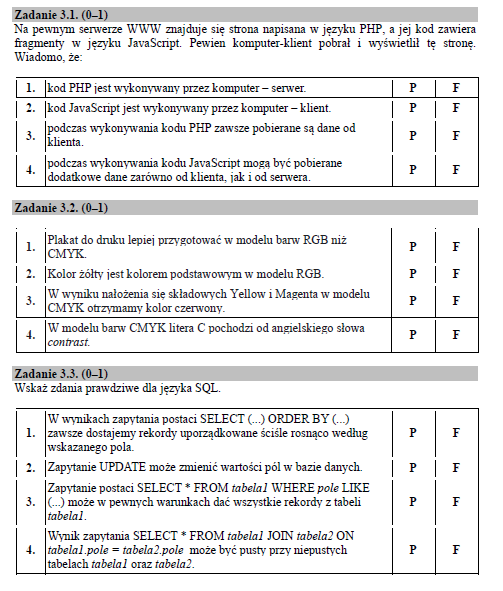 Zadanie 3.1. (0–1)
Na pewnym serwerze WWW znajduje się strona napisana w języku PHP, a jej kod zawiera
fragmenty w języku JavaScript. Pewien komputer-klient pobrał i wyświetlił tę stronę.
Wiadomo, że:
1. kod PHP jest wykonywany przez komputer – serwer. P F
2. kod JavaScript jest wykonywany przez komputer – klient. P F
3. podczas wykonywania kodu PHP zawsze pobierane są dane od
klienta. P F
4. podczas wykonywania kodu JavaScript mogą być pobierane
dodatkowe dane zarówno od klienta, jak i od serwera. P F
Zadanie 3.2. (0–1)
1. Plakat do druku lepiej przygotować w modelu barw RGB niż
CMYK. P F
2. Kolor żółty jest kolorem podstawowym w modelu RGB. P F
3. W wyniku nałożenia się składowych Yellow i Magenta w modelu
CMYK otrzymamy kolor czerwony. P F
4. W modelu barw CMYK litera C pochodzi od angielskiego słowa
contrast. P F
Zadanie 3.3. (0–1)
Wskaż zdania prawdziwe dla języka SQL.
1. W wynikach zapytania postaci SELECT (...) ORDER BY (...)
zawsze dostajemy rekordy uporządkowane ściśle rosnąco według
wskazanego pola. P F
2. Zapytanie UPDATE może zmienić wartości pól w bazie danych. P F
3. Zapytanie postaci SELECT * FROM tabela1 WHERE pole LIKE
(...) może w pewnych warunkach dać wszystkie rekordy z tabeli
tabela1. P F
4. Wynik zapytania SELECT * FROM tabela1 JOIN tabela2 ON
tabela1.pole = tabela2.pole może być pusty przy niepustych
tabelach tabela1 oraz tabela2. P F